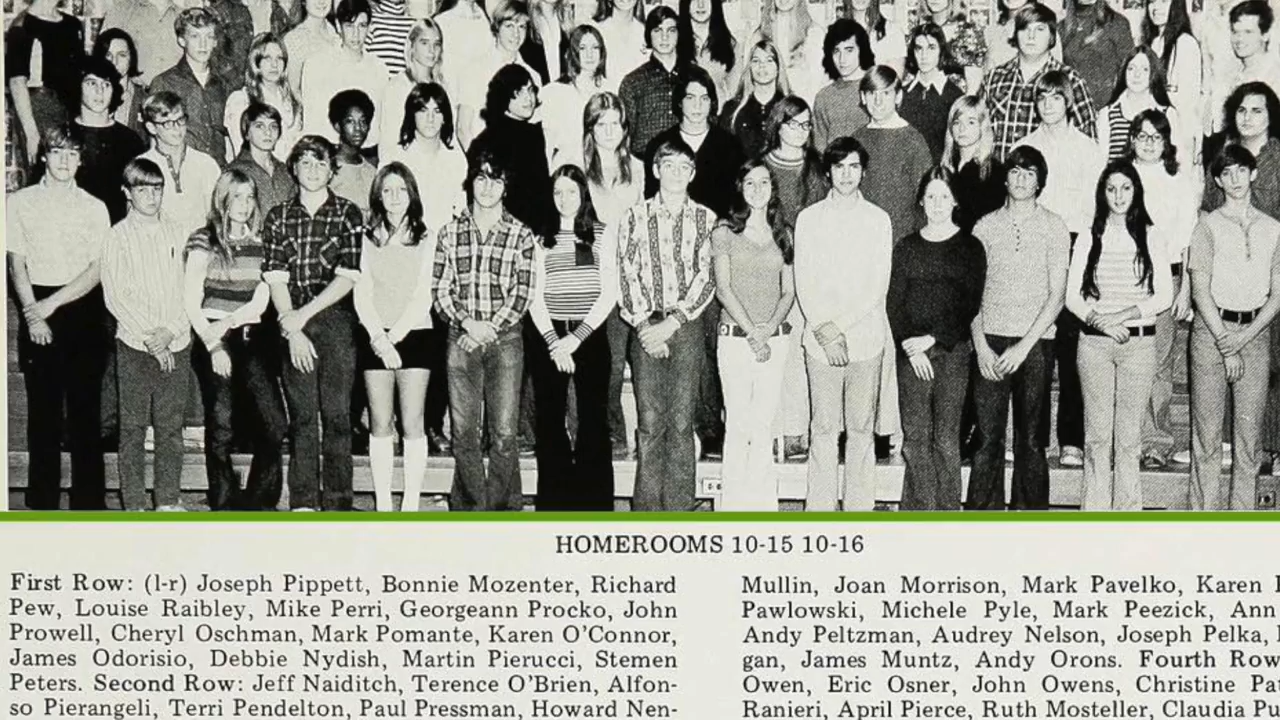 HOMEROOMS 10-15 10-16
First Row: (l-r) Joseph Pippett, Bonnie Mozenter, Richard
Pew, Louise Raibley, Mike Perri, Georgeann Procko, John
Prowell, Cheryl Oschman, Mark Pomante, Karen O'Connor,
James Odorisio, Debbie Nydish, Martin Pierucci, Stemen
Peters. Second Row: Jeff Naiditch, Terence O'Brien, Alfon-
so Pierangeli, Terri Pendelton, Paul Pressman, Howard Nen-
Mullin, Joan Morrison, Mark Pavelko, Karen
Pawlowski, Michele Pyle, Mark Peezick, Ann
Andy Peltzman, Audrey Nelson, Joseph Pelka,
gan, James Muntz, Andy Orons. Fourth Row
Owen, Eric Osner, John Owens, Christine
Ranieri, April Pierce, Ruth Mosteller, Claudia